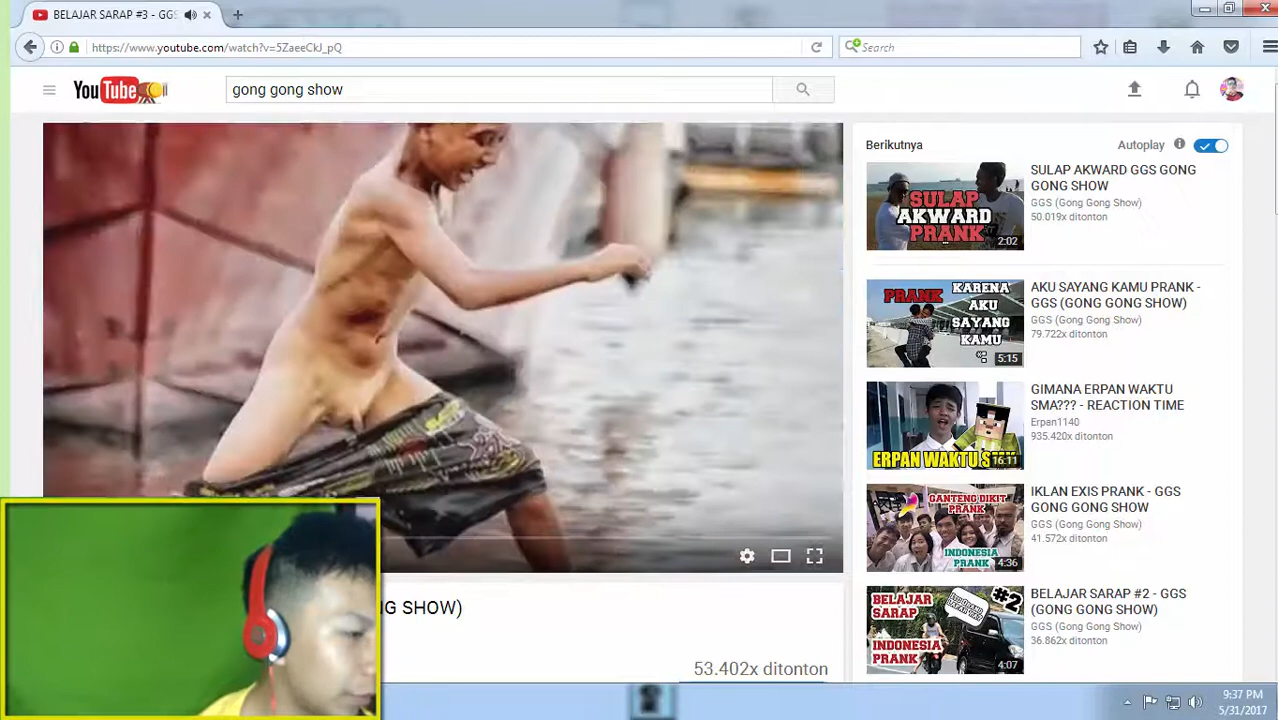 BELAJAR SARAP #3 - GGS
https://www.youtube.com/watch?v=5ZaeeCkJ_pQ
Search
YouTube
gong gong show
Berikutnya
Autoplay
SULAP
AKWARD
PRANK
2:02
SULAP AKWARD GGS GONG
GONG SHOW
GGS (Gong Gong Show)
50.019x ditonton
PRANK
KARENA
AKU
SAYANG
KAMU
5:15
AKU SAYANG KAMU PRANK -
GGS (GONG GONG SHOW)
GGS (Gong Gong Show)
79.722x ditonton
ERPAN WAKTU
16:11
GIMANA ERPAN WAKTU
SMA??? - REACTION TIME
Erpan1140
935.420x ditonton
GANTENG DIKIT
PRANK
INDONESIA
PRANK
4:36
IKLAN EXIS PRANK - GGS
GONG GONG SHOW
GGS (Gong Gong Show)
41.572x ditonton
BELAJAR
SARAP
#2
INDONESIA
PRANK
4:07
BELAJAR SARAP #2 - GGS
(GONG GONG SHOW)
GGS (Gong Gong Show)
36.862x ditonton
G SHOW)
53.402x ditonton
9:37 PM
5/31/2017